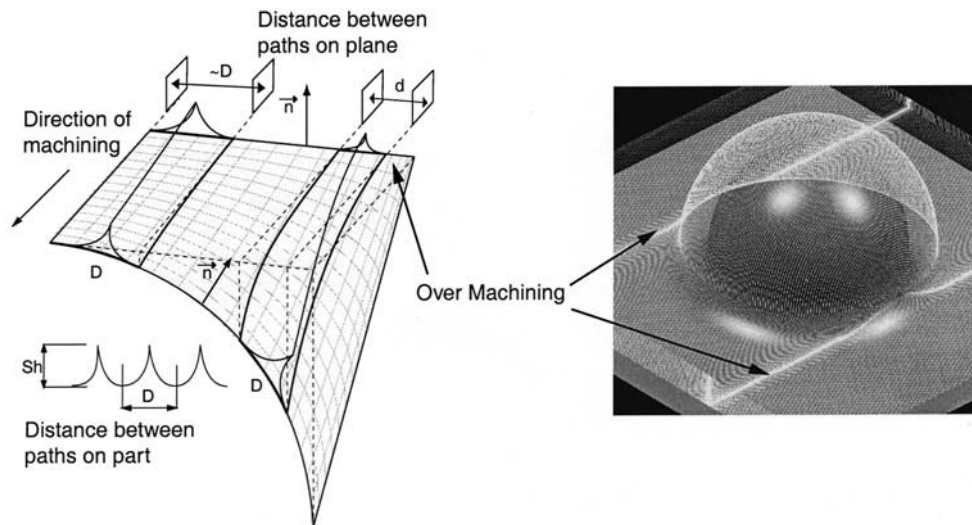 Distance between
paths on plane
~D
d
n
Direction of
machining
D
n
Over Machining
Sh
D
D
Distance between
paths on part